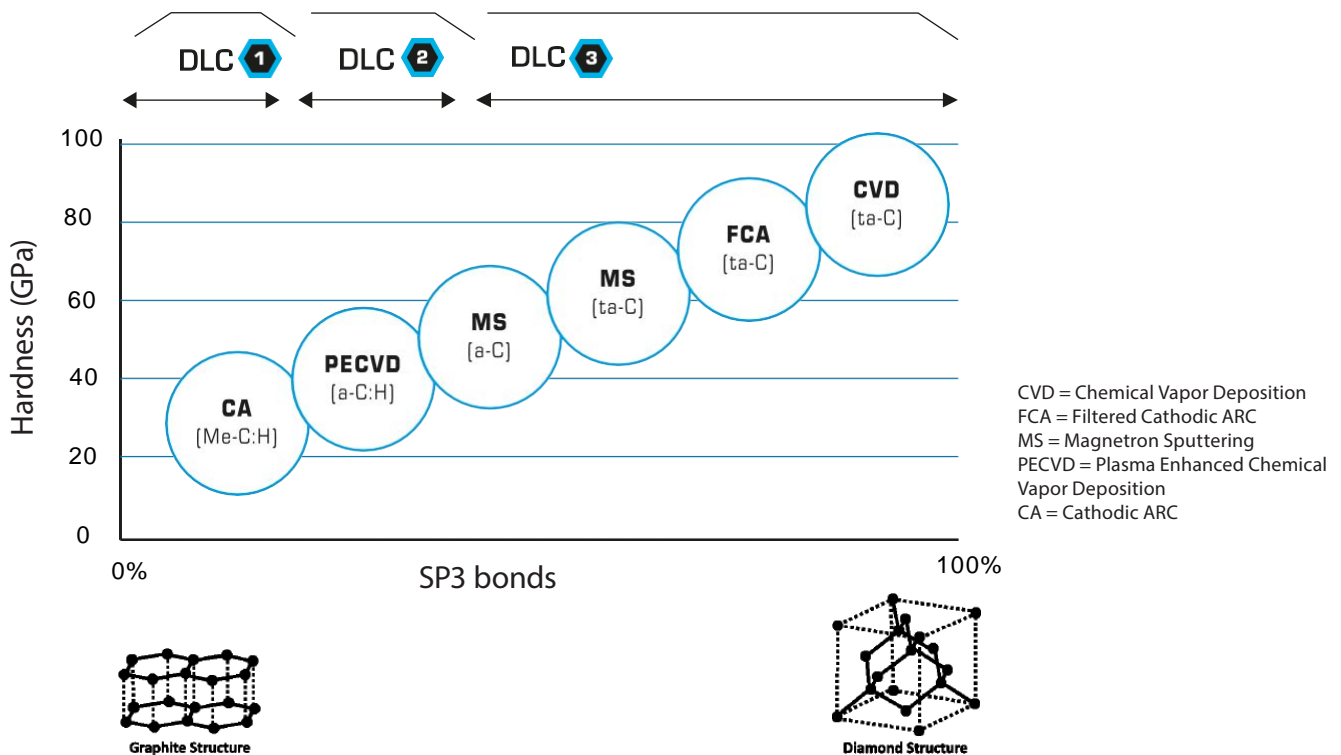 DLC 1
DLC 2
DLC 3
Hardness (GPa)
100
80
60
40
20
0
CVD
(ta-C)
FCA
(ta-C)
MS
(ta-C)
MS
(a-C)
PECVD
(a-C:H)
CA
(Me-C:H)
0%
SP3 bonds
100%
CVD = Chemical Vapor Deposition
FCA = Filtered Cathodic ARC
MS = Magnetron Sputtering
PECVD = Plasma Enhanced Chemical
Vapor Deposition
CA = Cathodic ARC
Graphite Structure
Diamond Structure